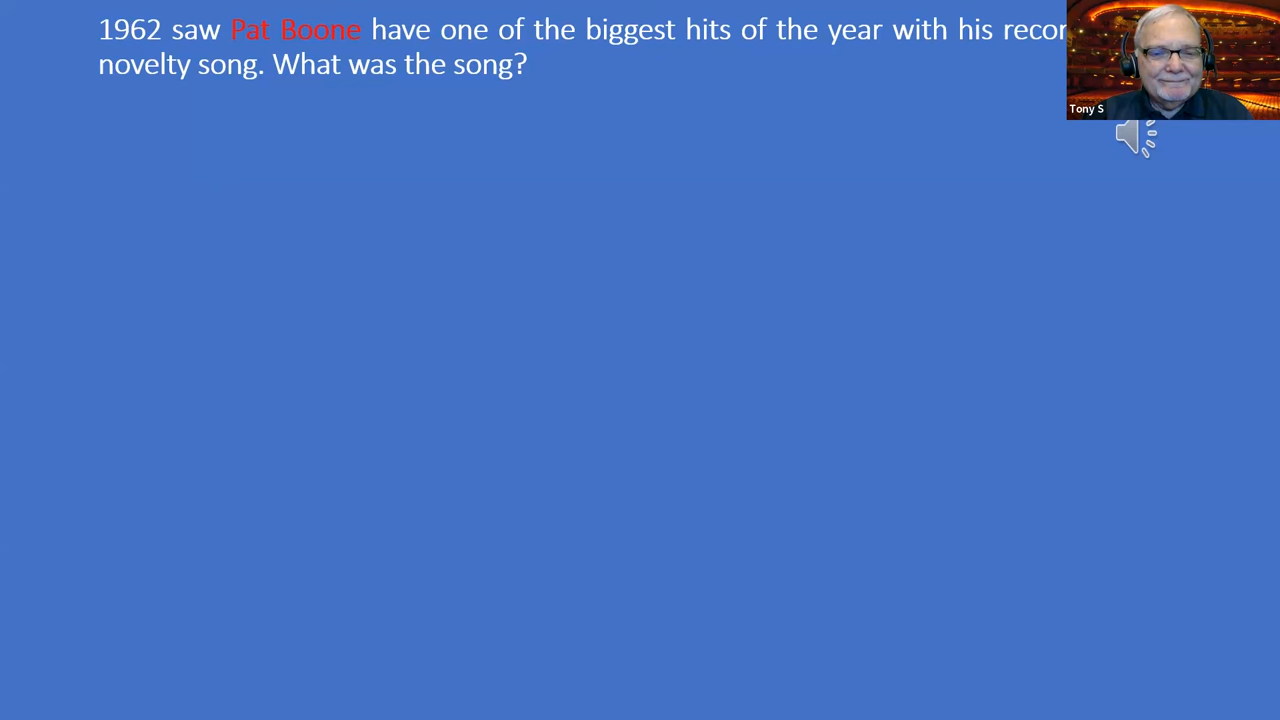 1962 saw Pat Boone have one of the biggest hits of the year with his
novelty song. What was the song?
Tony S